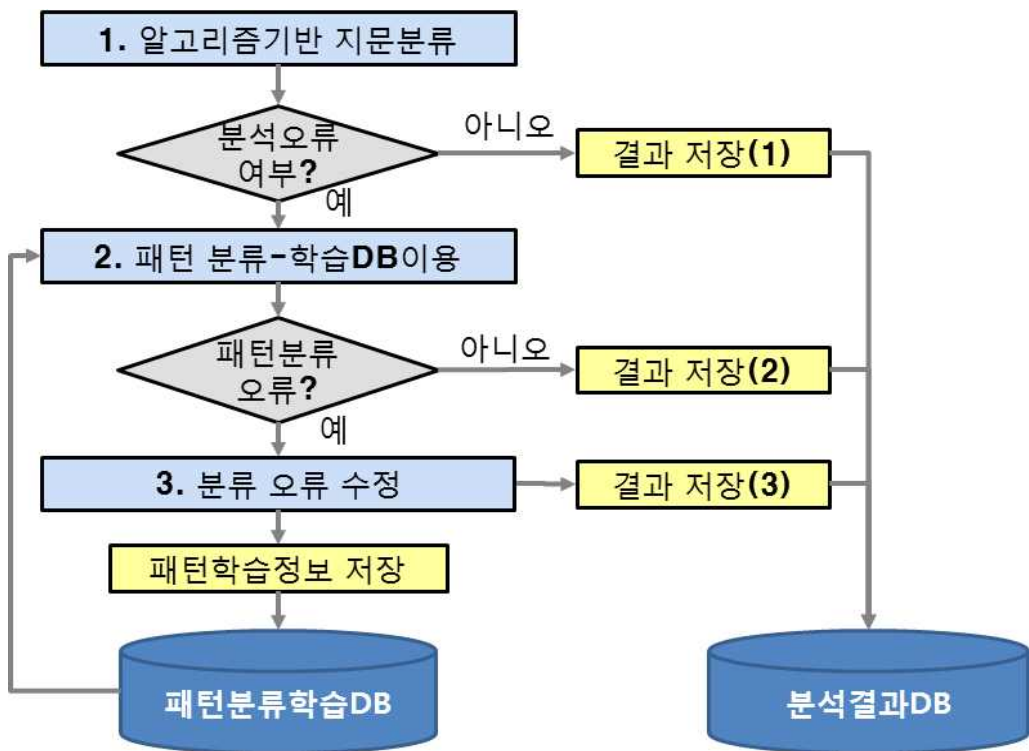 1. 알고리즘기반 지문분류
분석오류
여부?
아니오
결과 저장(1)
예
2. 패턴 분류-학습DB이용
패턴분류
오류?
아니오
결과 저장(2)
예
3. 분류 오류 수정
결과 저장(3)
패턴학습정보 저장
패턴분류학습DB
분석결과DB